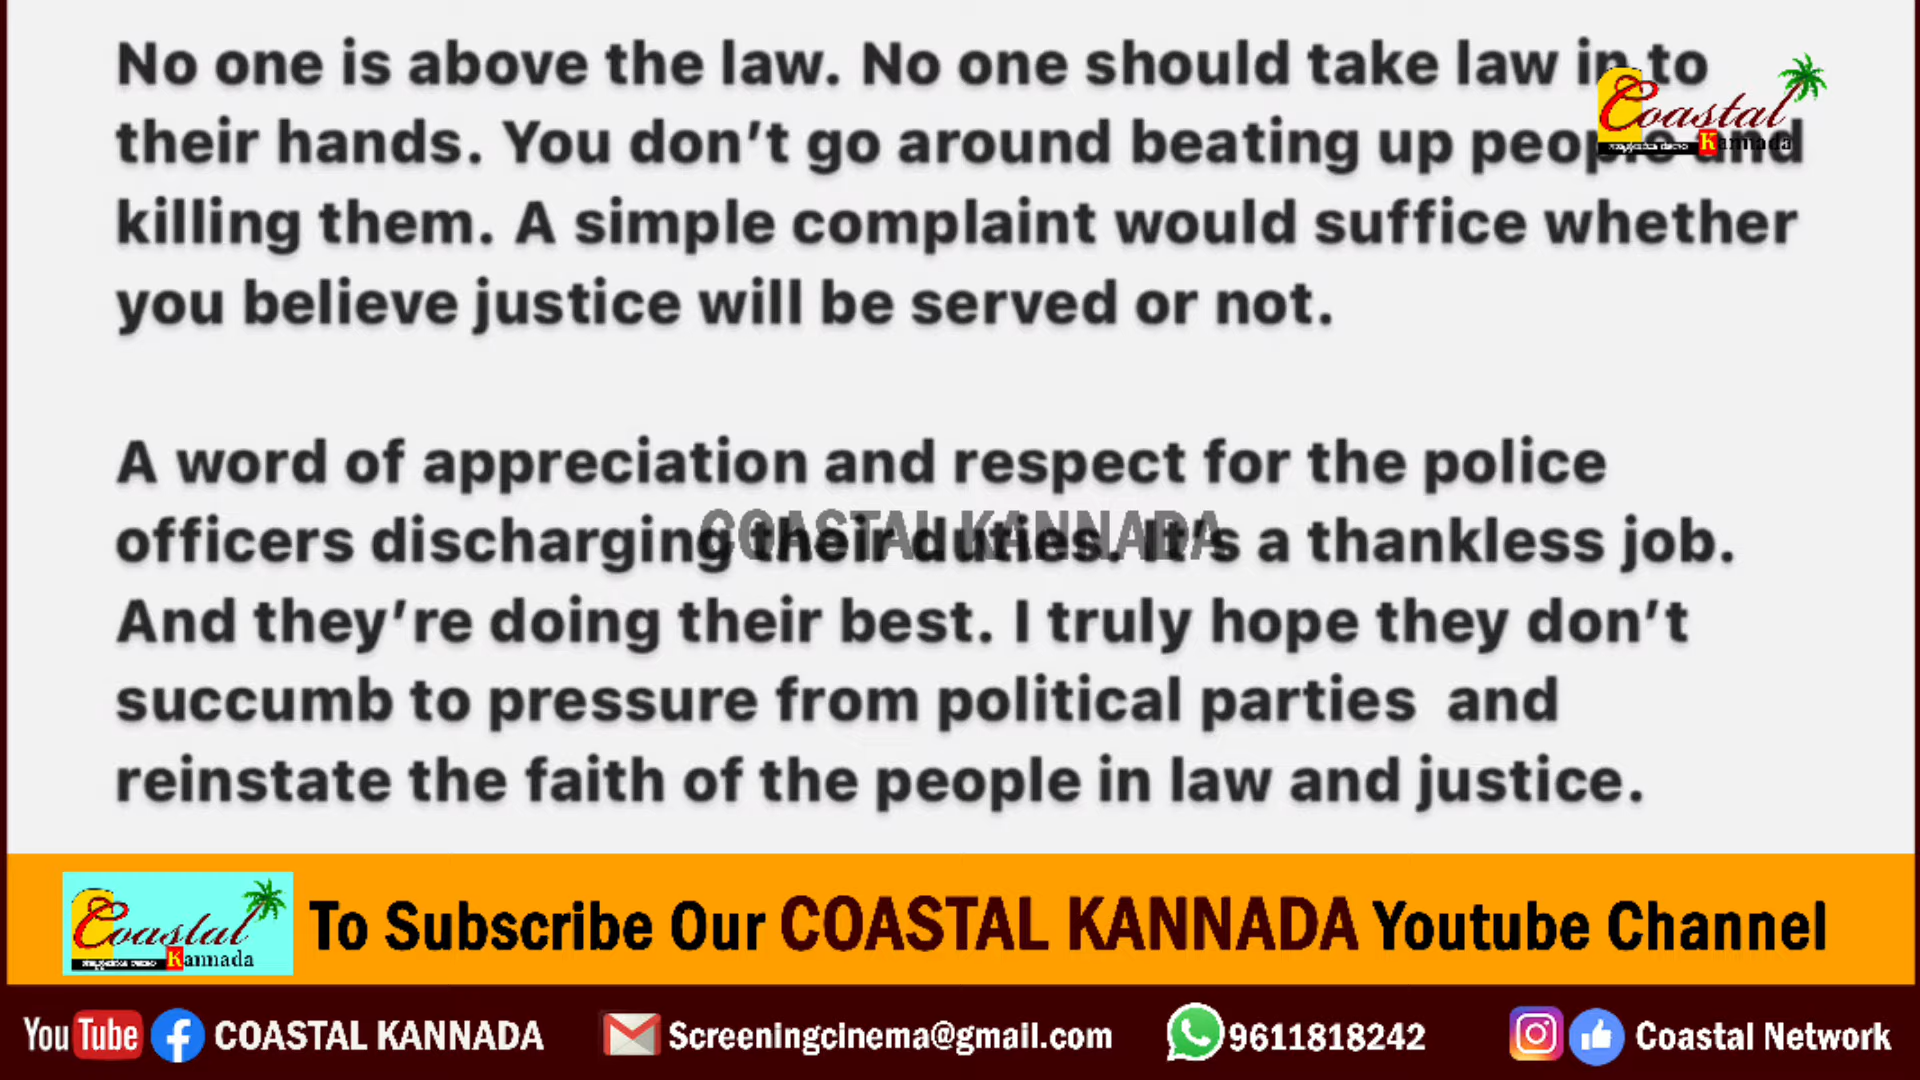 No one is above the law. No one should take law in to
their hands. You don't go around beating up people and
killing them. A simple complaint would suffice whether
you believe justice will be served or not.
Coastal
Kannada
A word of appreciation and respect for the police
officers discharging their duties. It's a thankless job.
COASTAL KANNADA
And they're doing their best. I truly hope they don't
succumb to pressure from political parties and
reinstate the faith of the people in law and justice.
Coastal
Kannada
To Subscribe Our COASTAL KANNADA Youtube Channel
YouTube COASTAL KANNADA Screeningcinema@gmail.com 9611818242 Coastal Network